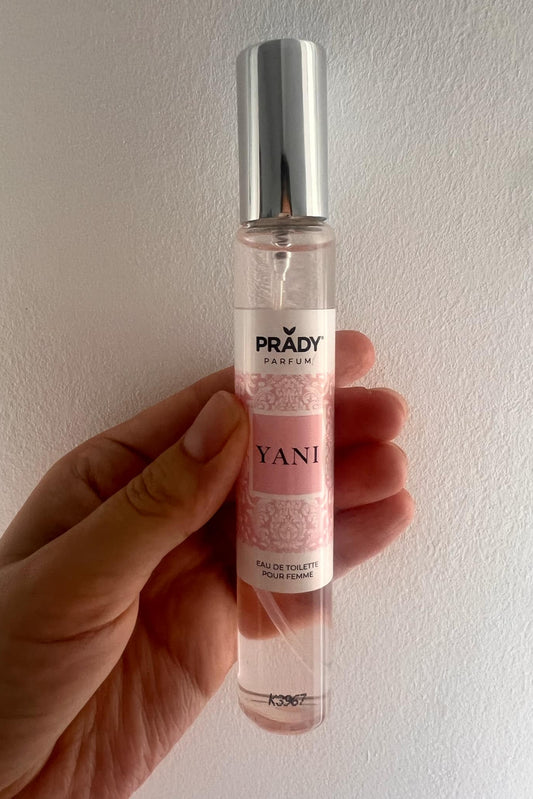 PRADY®
PARFUM
YANI
EAU DE TOILETTE
POUR FEMME
K3967